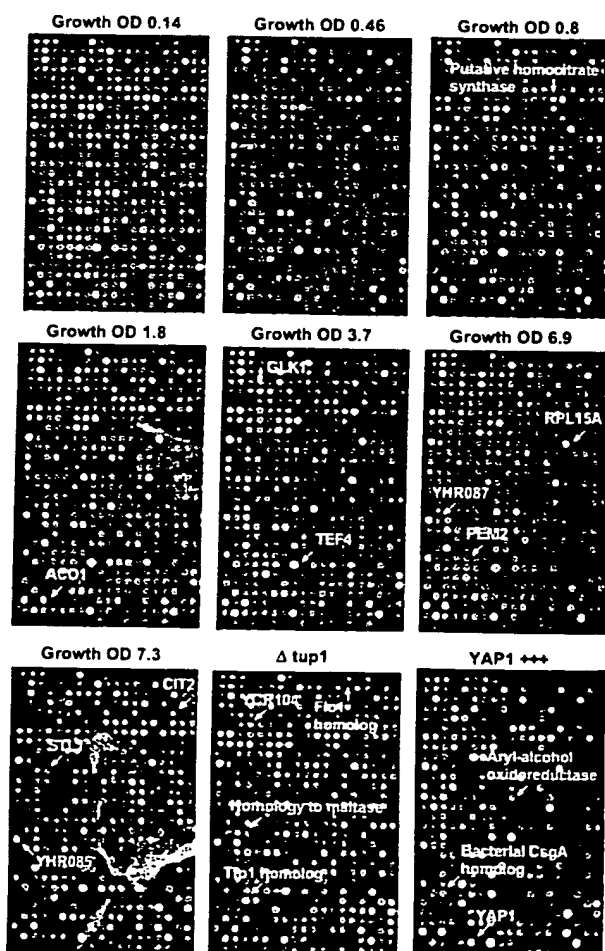 Growth OD 0.14
Growth OD 0.46
Growth OD 0.8
Putative homocitrate
synthase
Growth OD 1.8
Growth OD 3.7
Growth OD 6.9
GLK1
RPL15A
YHR087
PEM2
TEF4
ACO1
Growth OD 7.3
Δ tup1
YAP1 +++
CIT2
YCR104
Flo1
homolog
Aryl-alcohol
oxidoreductase
Homology to maltase
YHR085
Bacterial CsgA
homolog
homolog
YAP1